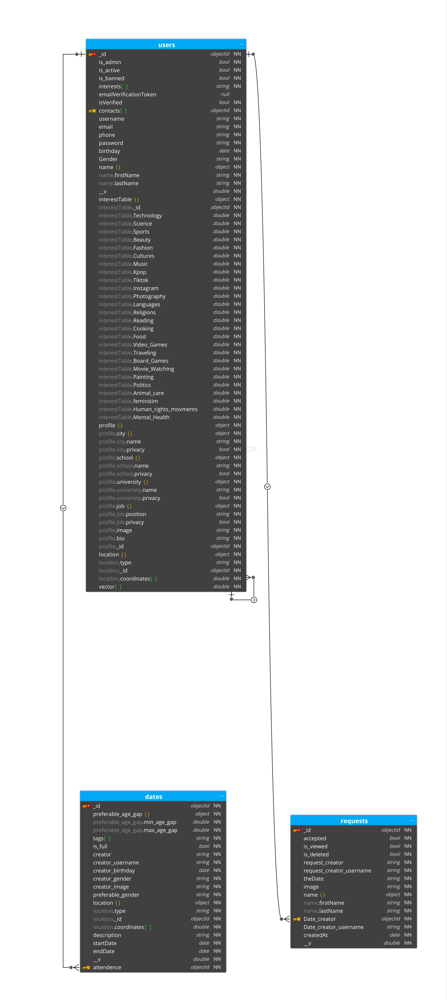 users ...
_id objectId NN
is_admin bool NN
is_active bool NN
is_banned bool NN
interests[ ] string NN
emailVerificationToken null
isVerified bool NN
contacts[ ] objectId NN
username string NN
email string NN
phone string NN
password string NN
birthday date NN
Gender string NN
name {} object NN
name.firstName string NN
name.lastName string NN
__v double NN
interestTable {} object NN
interestTable._id objectId NN
interestTable.Technology double NN
interestTable.Science double NN
interestTable.Sports double NN
interestTable.Beauty double NN
interestTable.Fashion double NN
interestTable.Cultures double NN
interestTable.Music double NN
interestTable.Kpop double NN
interestTable.Tiktok double NN
interestTable.Instagram double NN
interestTable.Photography double NN
interestTable.Languages double NN
interestTable.Religions double NN
interestTable.Reading double NN
interestTable.Cooking double NN
interestTable.Food double NN
interestTable.Video_Games double NN
interestTable.Traveling double NN
interestTable.Board_Games double NN
interestTable.Movie_Watching double NN
interestTable.Painting double NN
interestTable.Politics double NN
interestTable.Animal_care double NN
interestTable.feminisim double NN
interestTable.Human_rights_movments double NN
interestTable.Mental_Health double NN
profile {} object NN
profile.city {} object NN
profile.city.name string NN
profile.city.privacy bool NN
profile.school {} object NN
profile.school.name string NN
profile.school.privacy bool NN
profile.university {} object NN
profile.university.name string NN
profile.university.privacy bool NN
profile.job {} object NN
profile.job.position string NN
profile.job.privacy bool NN
profile.image string NN
profile.bio string NN
profile._id objectId NN
location {} object NN
location.type string NN
location._id objectId NN
location.coordinates[ ] double NN
vector[ ] double NN
dates ...
_id objectId NN
preferable_age_gap {} object NN
preferable_age_gap.min_age_gap double NN
preferable_age_gap.max_age_gap double NN
tags[ ] string NN
is_full bool NN
creator string NN
creator_username string NN
creator_birthday date NN
creator_gender string NN
creator_image string NN
preferable_gender string NN
location {} object NN
location.type string NN
location._id objectId NN
location.coordinates[ ] double NN
description string NN
startDate date NN
endDate date NN
__v double NN
attendence objectId NN
requests ...
_id objectId NN
accepted bool NN
is_viewed bool NN
is_deleted bool NN
request_creator string NN
request_creator_username string NN
theDate string NN
image string NN
name {} object NN
name.firstName string NN
name.lastName string NN
Date_creator objectId NN
Date_creator_username string NN
createdAt date NN
__v double NN